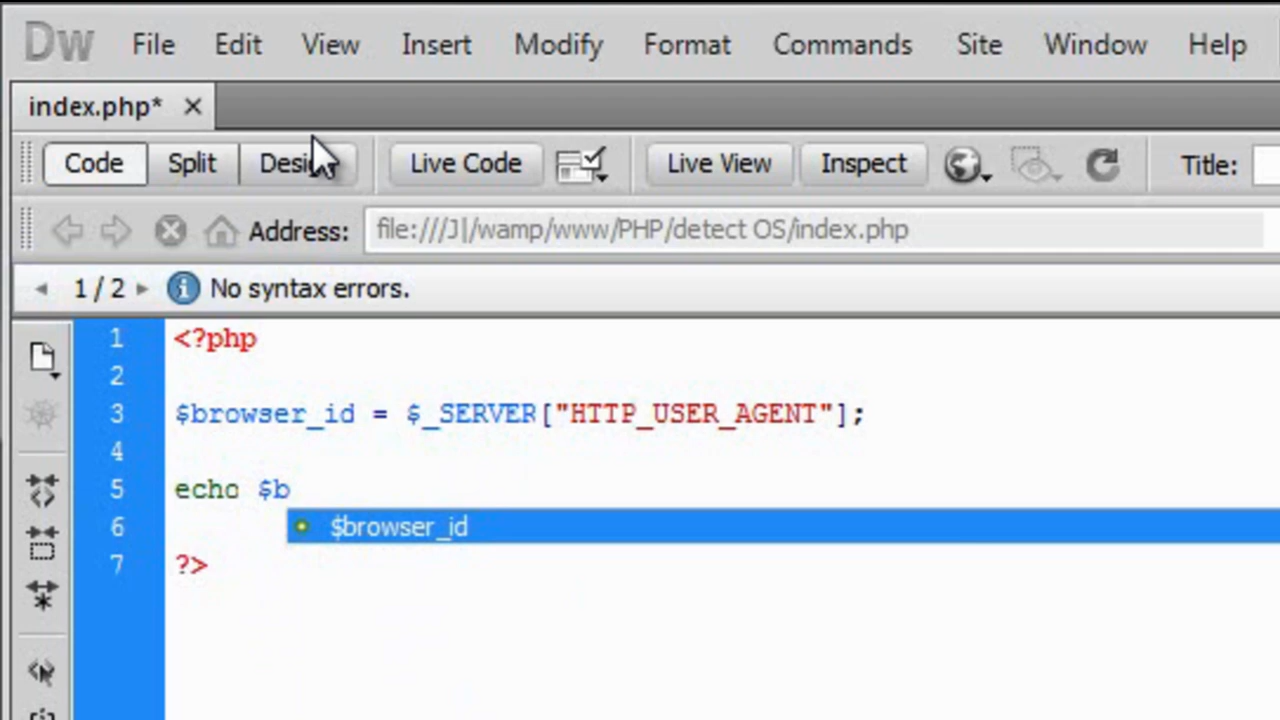 Dw File Edit View Insert Modify Format Commands Site Window Help
index.php*
Code Split Live Code Live View Inspect Title:
Address: file:///J|/wamp/www/PHP/detect OS/index.php
1 / 2 No syntax errors.
1 <?php
2
3 $browser_id = $_SERVER["HTTP_USER_AGENT"];
4
5 echo $b
6 $browser_id
7 ?>